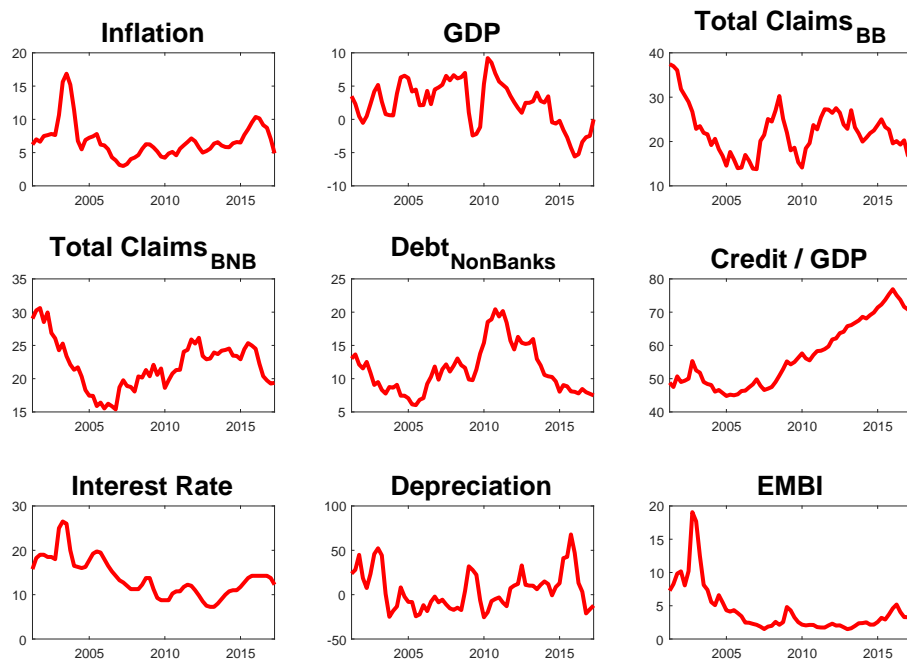 Inflation
20
15
10
5
0
2005 2010 2015
GDP
10
5
0
-5
-10
2005 2010 2015
Total Claims BB
40
30
20
10
2005 2010 2015
Total Claims BNB
35
30
25
20
15
2005 2010 2015
Debt NonBanks
25
20
15
10
5
2005 2010 2015
Credit / GDP
80
70
60
50
40
2005 2010 2015
Interest Rate
30
20
10
0
2005 2010 2015
Depreciation
100
50
0
-50
2005 2010 2015
EMBI
20
15
10
5
0
2005 2010 2015